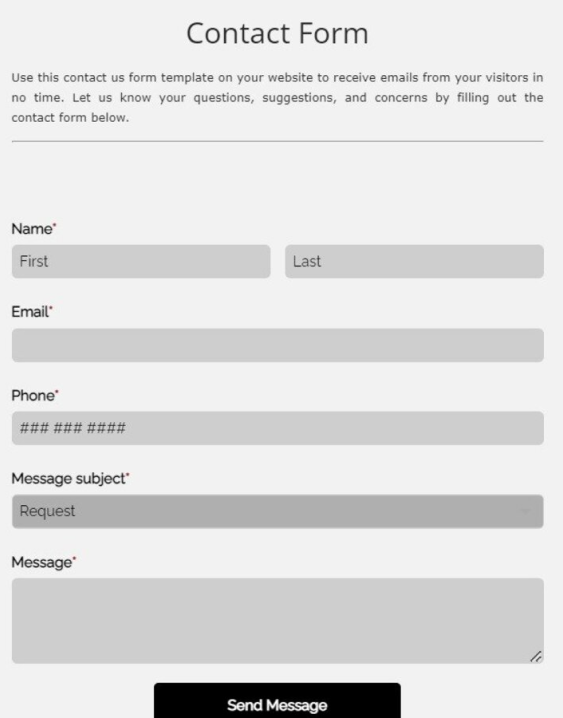 Contact Form
Use this contact us form template on your website to receive emails from your visitors in
no time. Let us know your questions, suggestions, and concerns by filling out the
contact form below.
Name*
First Last
Email*
Phone*
### ### ####
Message subject*
Request
Message*
Send Message